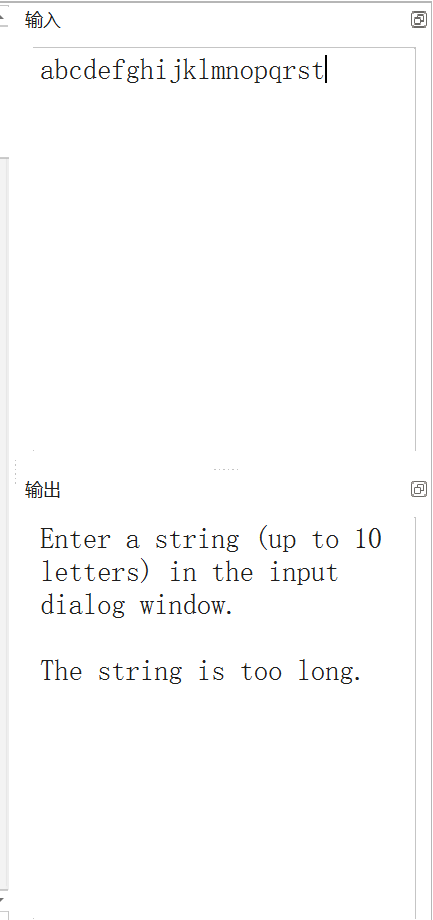 输入
abcdefghijklmnopqrst
输出
Enter a string (up to 10
letters) in the input
dialog window.
The string is too long.